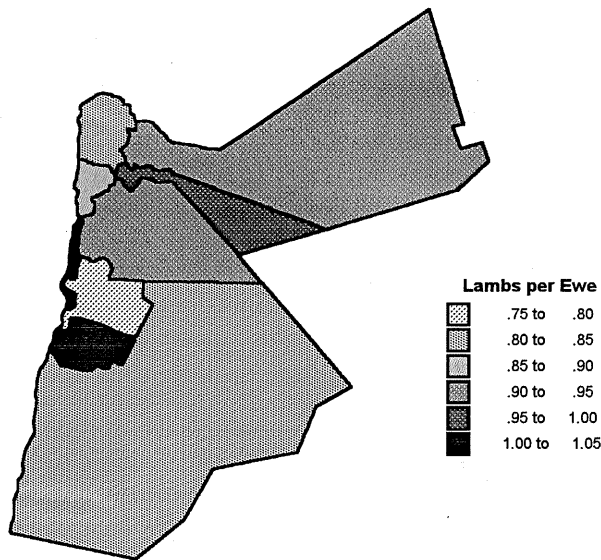 Lambs per Ewe
.75 to .80
.80 to .85
.85 to .90
.90 to .95
.95 to 1.00
1.00 to 1.05